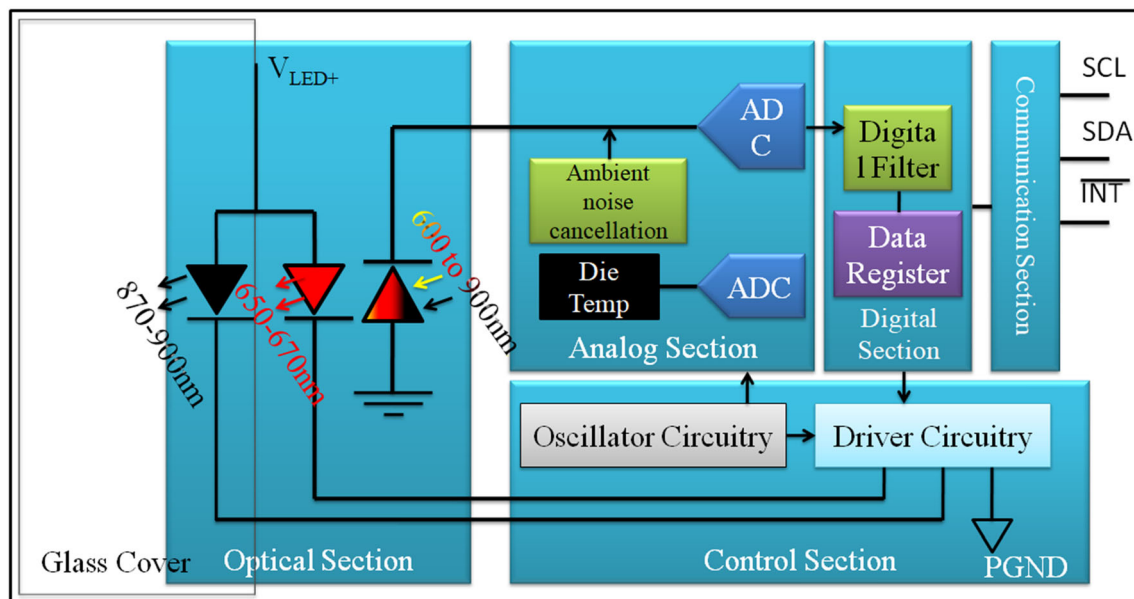 V_LED+
870-900nm
650-670nm
600 to 900nm
Glass Cover
Optical Section
AD
C
Ambient
noise
cancellation
Die
Temp
ADC
Analog Section
Digita
l Filter
Data
Register
Digital
Section
Communication Section
SCL
SDA
INT
Oscillator Circuitry
Driver Circuitry
Control Section
PGND